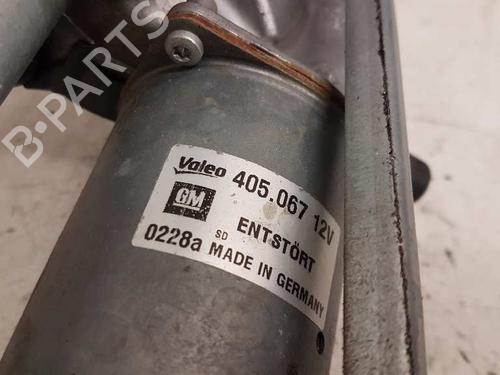 B-PARTS
Valeo 405.067 12V
GM
SD ENTSTÖRT
0228a MADE IN GERMANY